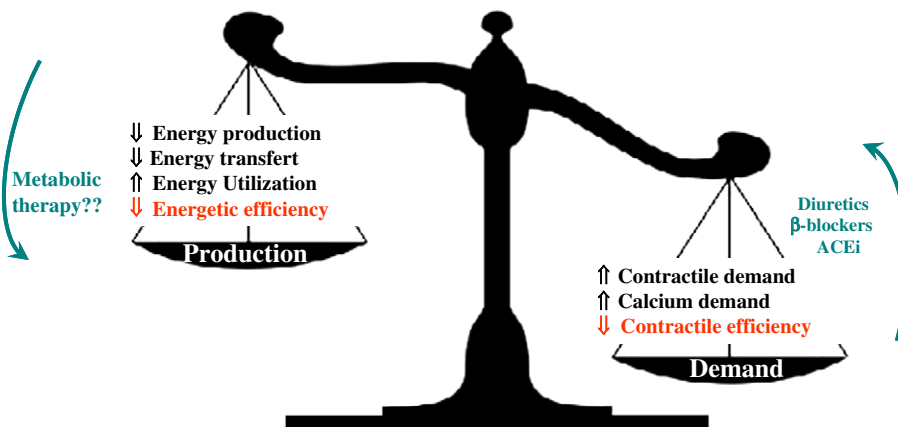 ⇓ Energy production
⇓ Energy transfert
⇑ Energy Utilization
⇓ Energetic efficiency
Production
Metabolic
therapy??
Diuretics
β-blockers
ACEi
⇑ Contractile demand
⇑ Calcium demand
⇓ Contractile efficiency
Demand